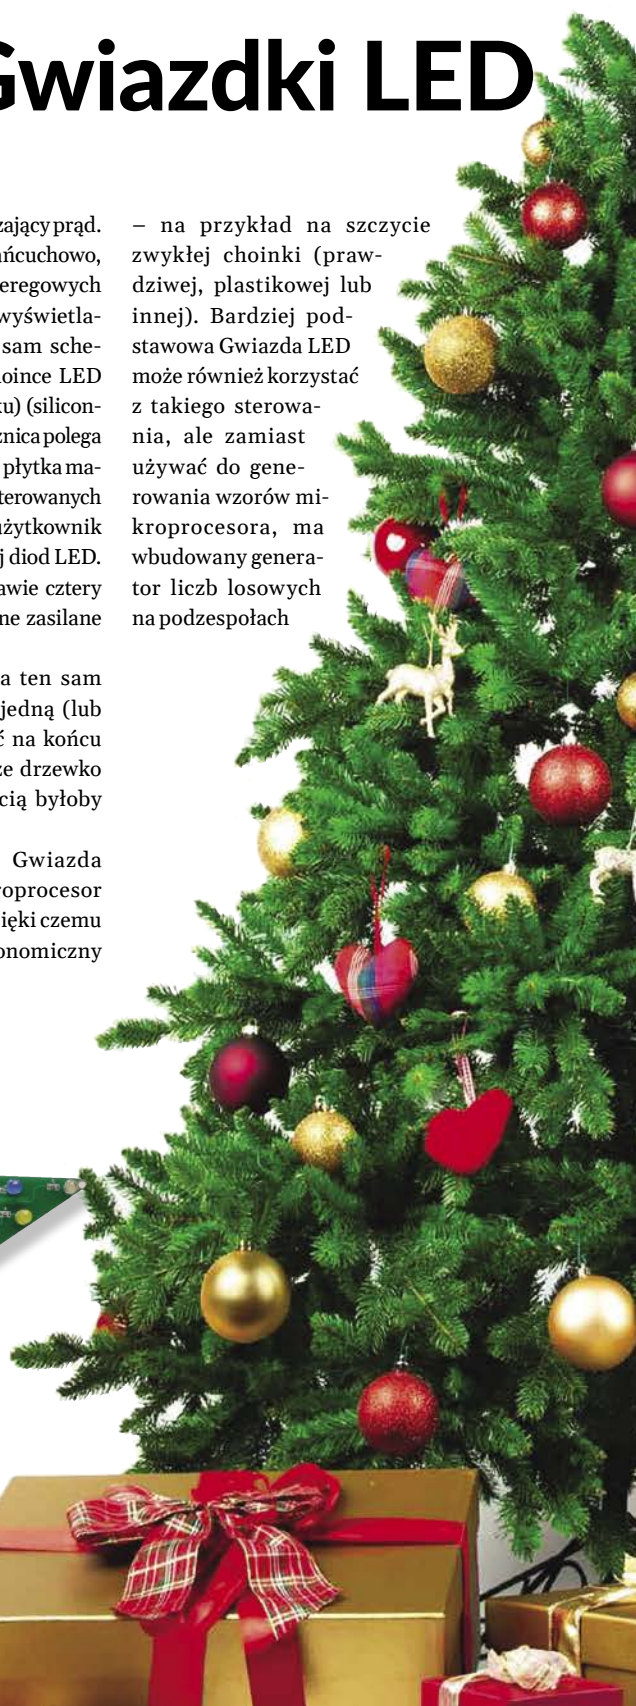 Gwiazdki LED
zający prąd.
ańcuchowo,
eregowych
wyświetla-
sam sche-
oince LED
ku) (silicon-
nica polega
płytka ma-
terowanych
użytkownik
j diod LED.
awie cztery
ne zasilane
a ten sam
jedną (lub
ć na końcu
ze drzewko
cią byłoby
Gwiazda
roprocesor
ięki czemu
onomiczny
– na przykład na szczycie
zwykłej choinki (praw-
dziwej, plastikowej lub
innej). Bardziej pod-
stawowa Gwiazda LED
może również korzystać
z takiego sterowa-
nia, ale zamiast
używać do gene-
rowania wzorów mi-
kroprocesora, ma
wbudowany genera-
tor liczb losowych
na podzespołach